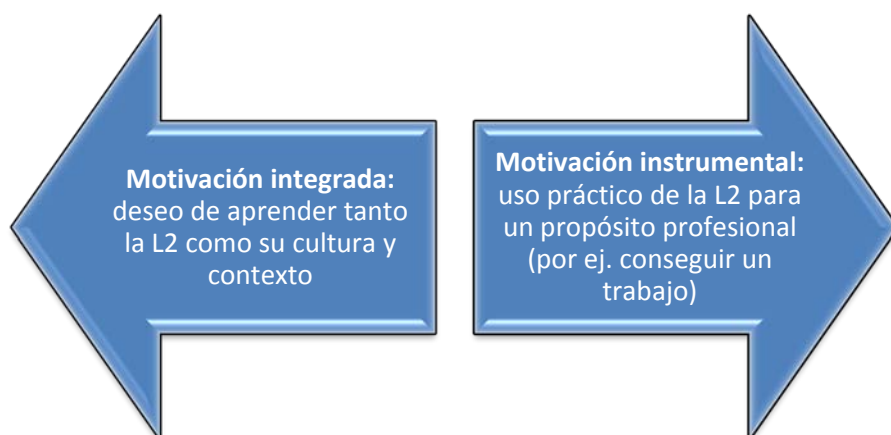 Motivación integrada:
deseo de aprender tanto
la L2 como su cultura y
contexto
Motivación instrumental:
uso práctico de la L2 para
un propósito profesional
(por ej. conseguir un
trabajo)